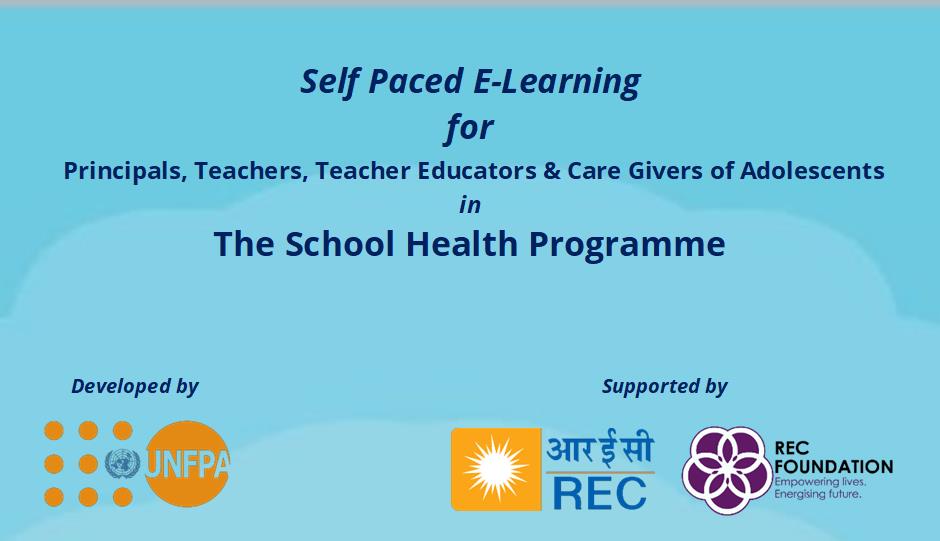 Self Paced E-Learning
for
Principals, Teachers, Teacher Educators & Care Givers of Adolescents
in
The School Health Programme
Developed by
Supported by
UNFPA
आर ई सी
REC
REC
FOUNDATION
Empowering lives.
Energising future.